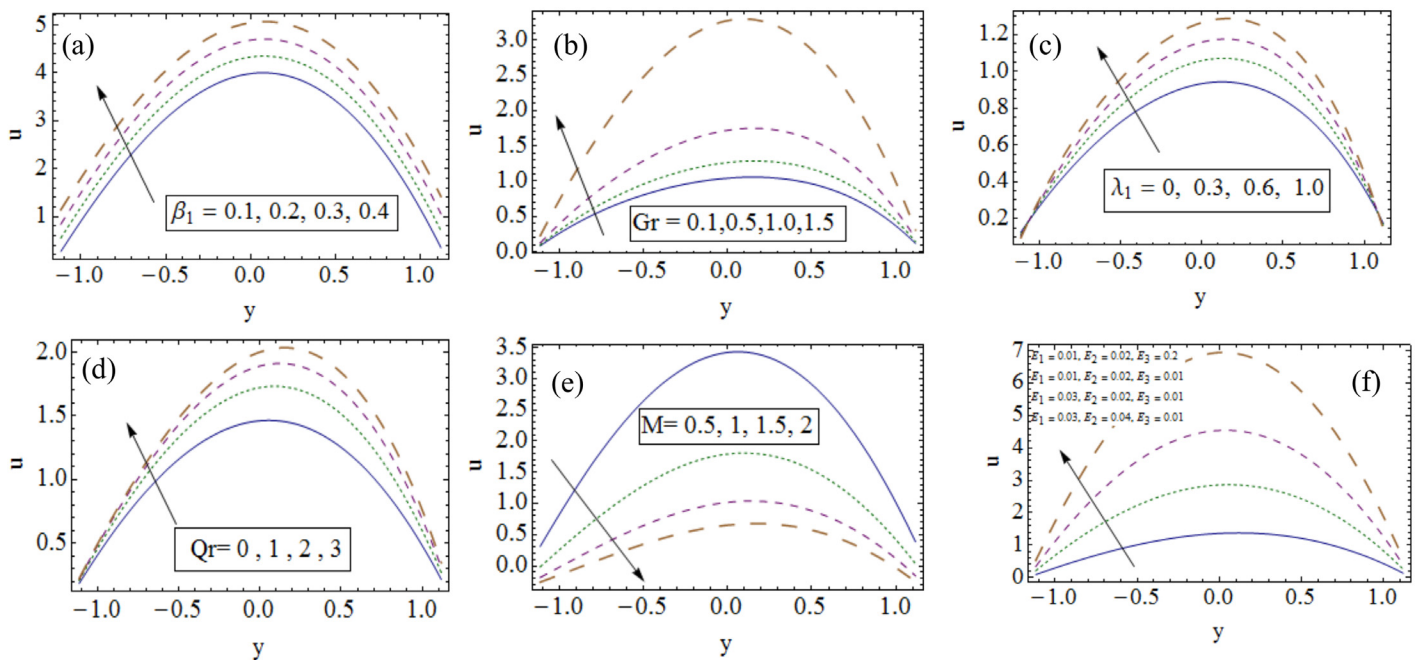 (a)
5
4
3
2
1
u
β₁ = 0.1, 0.2, 0.3, 0.4
−1.0 −0.5 0.0 0.5 1.0
y
(b)
3.0
2.5
2.0
1.5
1.0
0.5
0.0
u
Gr = 0.1,0.5,1.0,1.5
−1.0 −0.5 0.0 0.5 1.0
y
(c)
1.2
1.0
0.8
0.6
0.4
0.2
u
λ₁ = 0, 0.3, 0.6, 1.0
−1.0 −0.5 0.0 0.5 1.0
y
(d)
2.0
1.5
1.0
0.5
u
Qr= 0 , 1 , 2 , 3
−1.0 −0.5 0.0 0.5 1.0
y
(e)
3.5
3.0
2.5
2.0
1.5
1.0
0.5
0.0
u
M= 0.5, 1, 1.5, 2
−1.0 −0.5 0.0 0.5 1.0
y
(f)
7
6
5
4
3
2
1
0
u
E₁ = 0.01, E₂ = 0.02, E₃ = 0.2
E₁ = 0.01, E₂ = 0.02, E₃ = 0.01
E₁ = 0.03, E₂ = 0.02, E₃ = 0.01
E₁ = 0.03, E₂ = 0.04, E₃ = 0.01
−1.0 −0.5 0.0 0.5 1.0
y